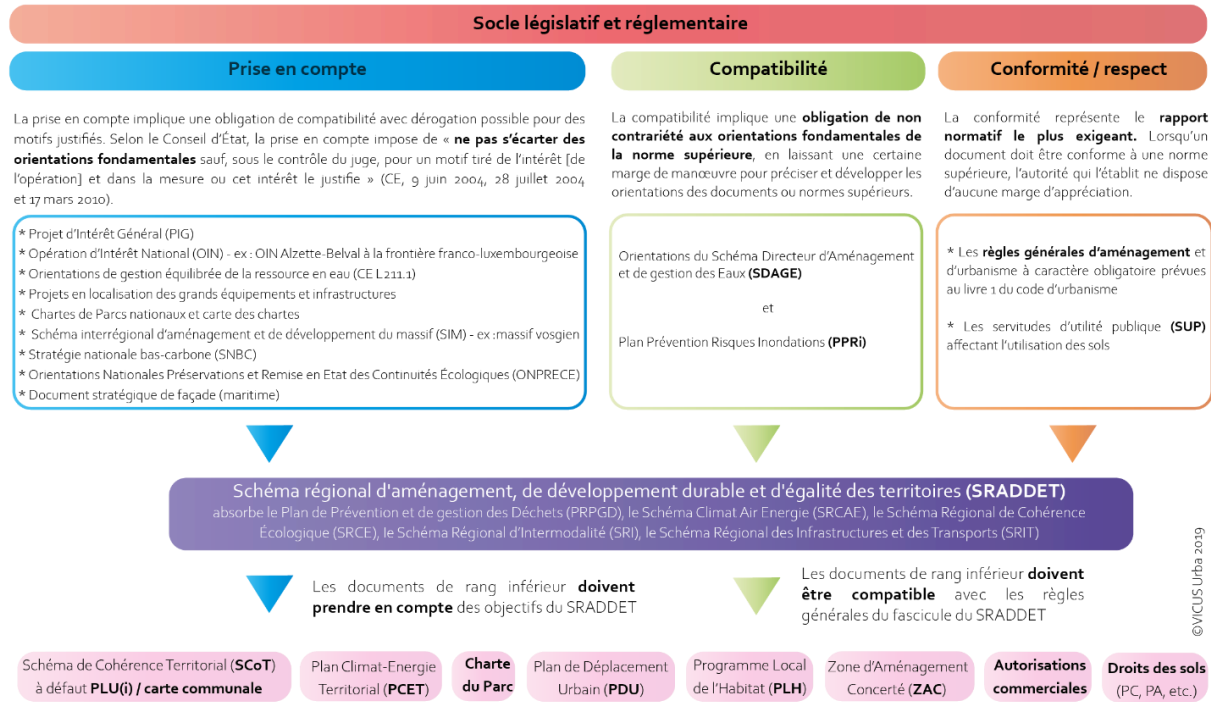 Socle législatif et réglementaire
Prise en compte
La prise en compte implique une obligation de compatibilité avec dérogation possible pour des
motifs justifiés. Selon le Conseil d’État, la prise en compte impose de « ne pas s’écarter des
orientations fondamentales sauf, sous le contrôle du juge, pour un motif tiré de l’intérêt [de
l’opération] et dans la mesure ou cet intérêt le justifie » (CE, 9 juin 2004, 28 juillet 2004
et 17 mars 2010).
* Projet d’Intérêt Général (PIG)
* Opération d’Intérêt National (OIN) - ex : OIN Alzette-Belval à la frontière franco-luxembourgeoise
* Orientations de gestion équilibrée de la ressource en eau (CE L211.1)
* Projets en localisation des grands équipements et infrastructures
* Chartes de Parcs nationaux et carte des chartes
* Schéma interrégional d’aménagement et de développement du massif (SIM) - ex :massif vosgien
* Stratégie nationale bas-carbone (SNBC)
* Orientations Nationales Préservations et Remise en Etat des Continuités Écologiques (ONPRECE)
* Document stratégique de façade (maritime)
Compatibilité
La compatibilité implique une obligation de non
contrariété aux orientations fondamentales de
la norme supérieure, en laissant une certaine
marge de manœuvre pour préciser et développer les
orientations des documents ou normes supérieurs.
Orientations du Schéma Directeur d’Aménagement
et de gestion des Eaux (SDAGE)
et
Plan Prévention Risques Inondations (PPRi)
Conformité / respect
La conformité représente le rapport
normatif le plus exigeant. Lorsqu’un
document doit être conforme à une norme
supérieure, l’autorité qui l’établit ne dispose
d’aucune marge d’appréciation.
* Les règles générales d’aménagement et
d’urbanisme à caractère obligatoire prévues
au livre 1 du code d’urbanisme
* Les servitudes d’utilité publique (SUP)
affectant l’utilisation des sols
Schéma régional d'aménagement, de développement durable et d'égalité des territoires (SRADDET)
absorbe le Plan de Prévention et de gestion des Déchets (PRPGD), le Schéma Climat Air Energie (SRCAE), le Schéma Régional de Cohérence
Écologique (SRCE), le Schéma Régional d’Intermodalité (SRI), le Schéma Régional des Infrastructures et des Transports (SRIT)
Les documents de rang inférieur doivent
prendre en compte des objectifs du SRADDET
Les documents de rang inférieur doivent
être compatible avec les règles
générales du fascicule du SRADDET
©VICUS Urba 2019
Schéma de Cohérence Territorial (SCoT)
à défaut PLU(i) / carte communale
Plan Climat-Energie
Territorial (PCET)
Charte
du Parc
Plan de Déplacement
Urbain (PDU)
Programme Local
de l’Habitat (PLH)
Zone d’Aménagement
Concerté (ZAC)
Autorisations
commerciales
Droits des sols
(PC, PA, etc.)